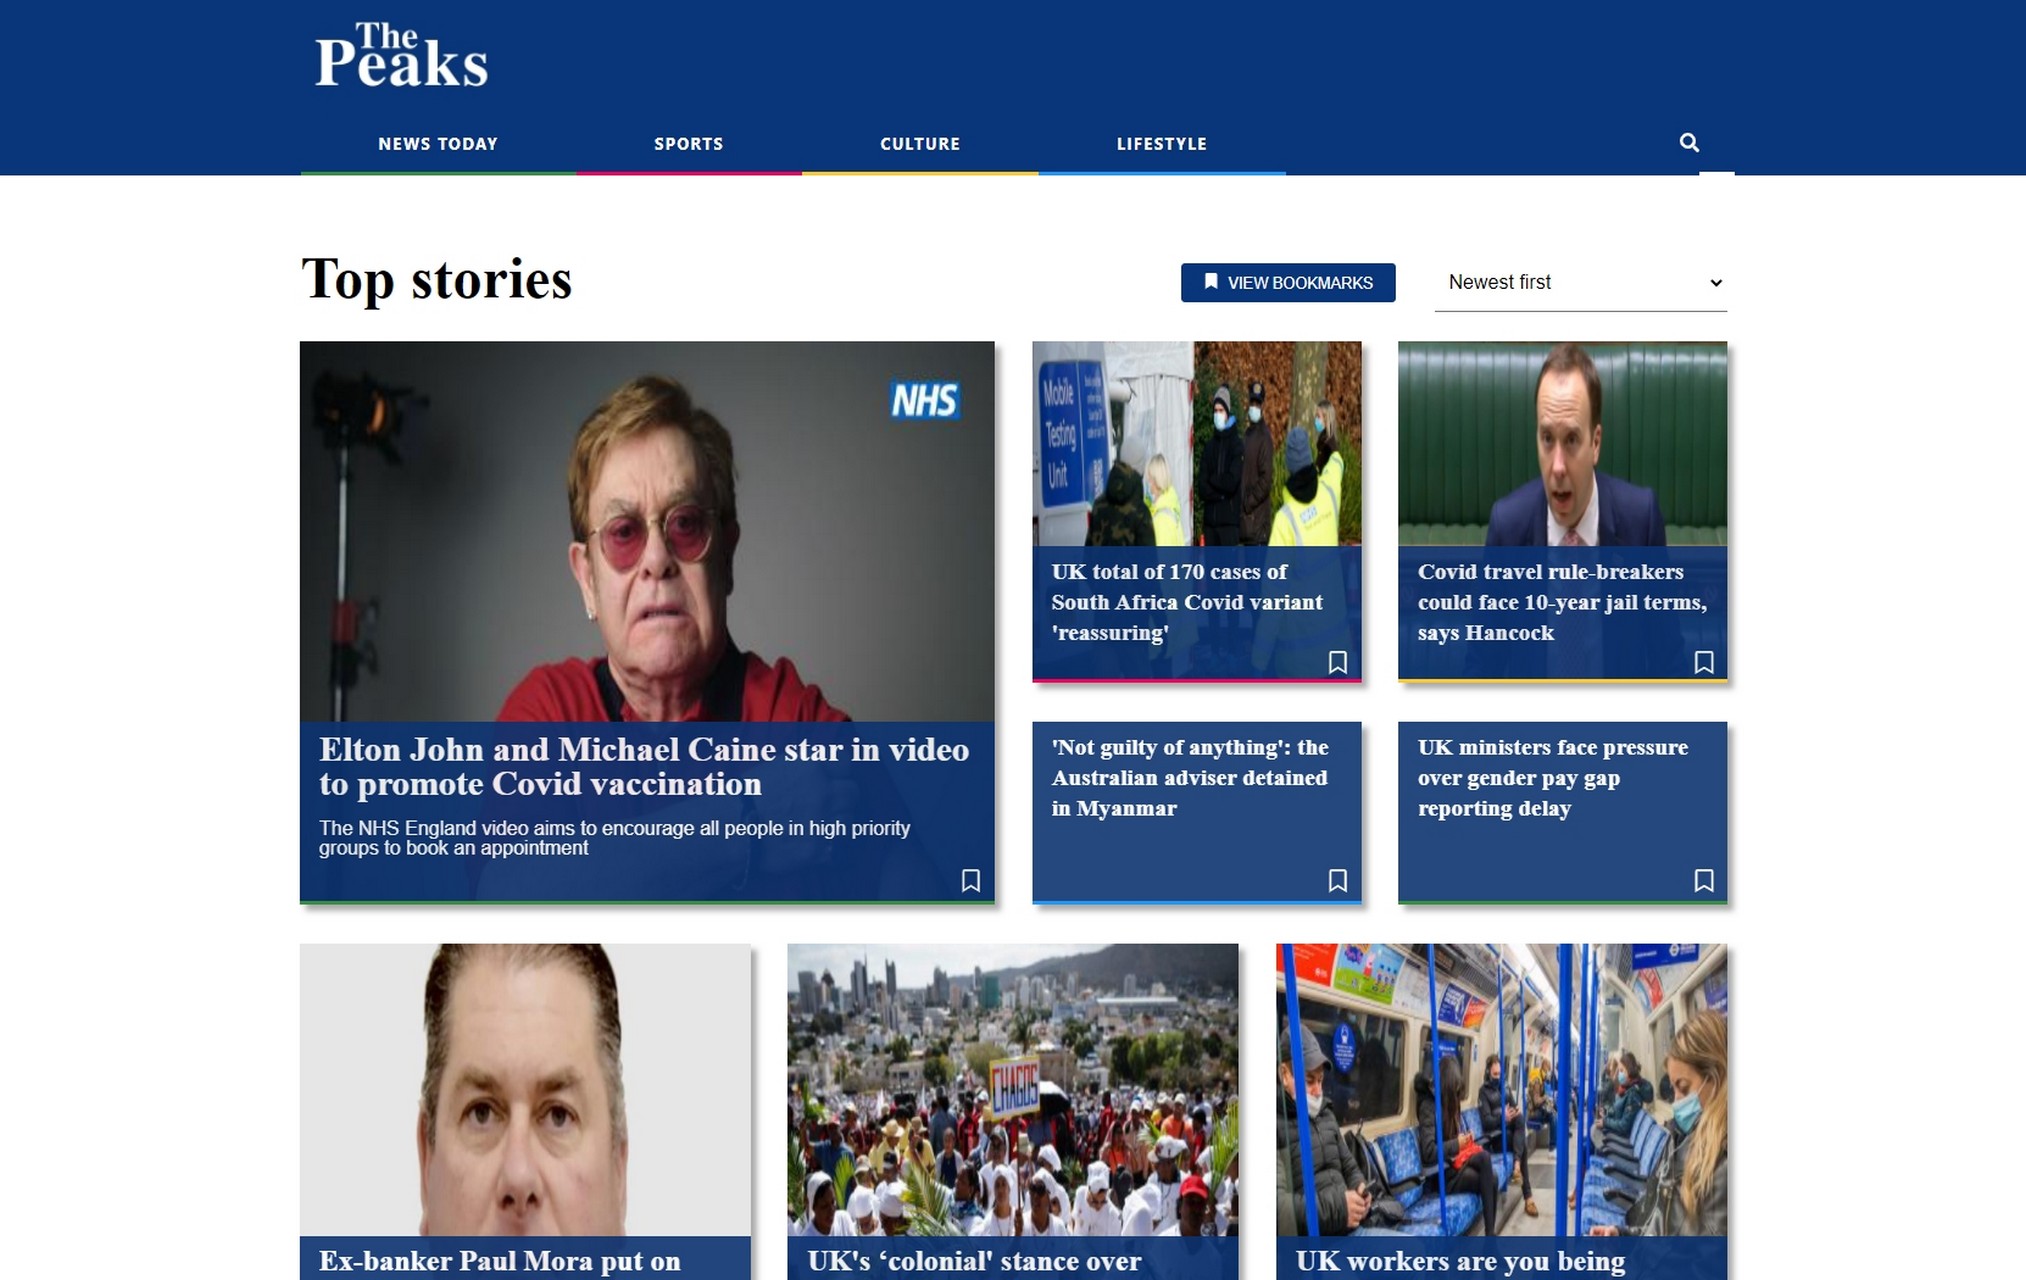 The
Peaks
NEWS TODAY
SPORTS
CULTURE
LIFESTYLE
Top stories
VIEW BOOKMARKS
Newest first
NHS
Elton John and Michael Caine star in video
to promote Covid vaccination
The NHS England video aims to encourage all people in high priority
groups to book an appointment
Mobile
Testing
Unit
UK total of 170 cases of
South Africa Covid variant
'reassuring'
Covid travel rule-breakers
could face 10-year jail terms,
says Hancock
'Not guilty of anything': the
Australian adviser detained
in Myanmar
UK ministers face pressure
over gender pay gap
reporting delay
Ex-banker Paul Mora put on
CHAGOS
UK's ‘colonial' stance over
UK workers are you being